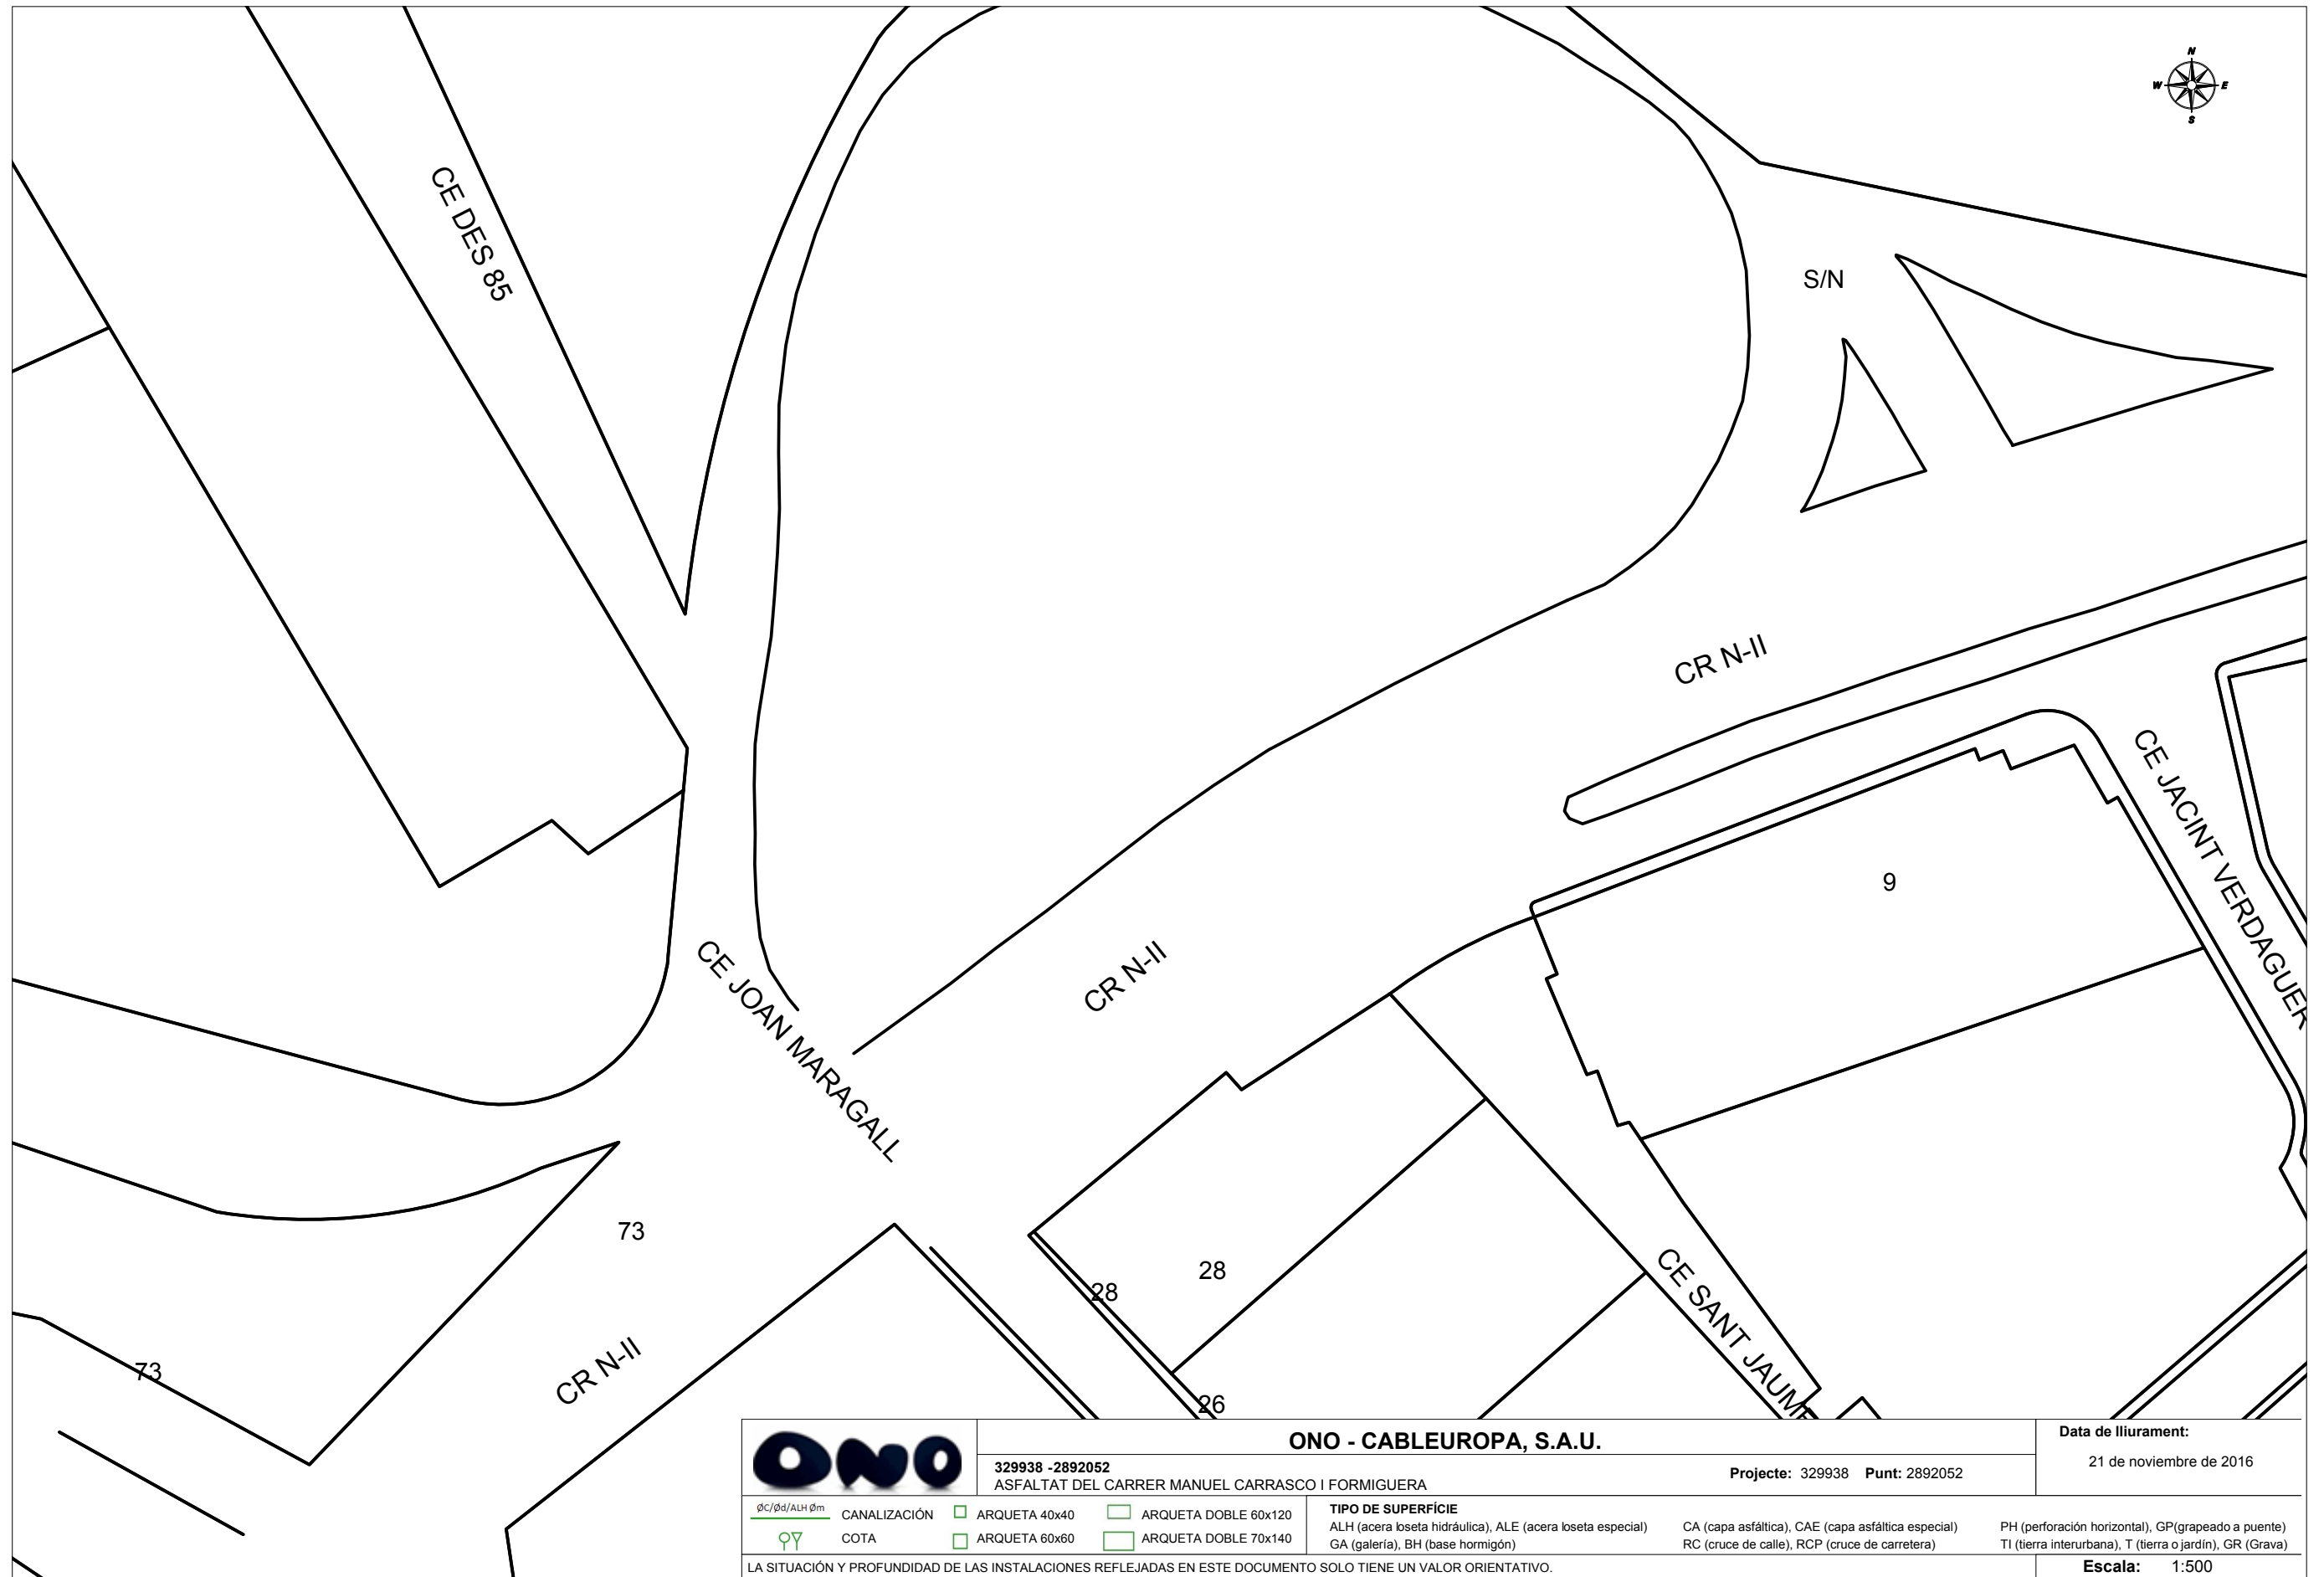 N
W E
S
CE DES 85
S/N
CR N-II
CE JACINT VERDAGUER
9
CE JOAN MARAGALL
CR N-II
73
28
28
CE SANT JAUME
CR N-II
73
26
ONO
ONO - CABLEUROPA, S.A.U.
Data de lliurament:
329938 -2892052
21 de noviembre de 2016
ASFALTAT DEL CARRER MANUEL CARRASCO I FORMIGUERA
Projecte: 329938 Punt: 2892052
ØC/Ød/ALH Øm CANALIZACIÓN ARQUETA 40x40 ARQUETA DOBLE 60x120
COTA ARQUETA 60x60 ARQUETA DOBLE 70x140
TIPO DE SUPERFÍCIE
ALH (acera loseta hidráulica), ALE (acera loseta especial) CA (capa asfáltica), CAE (capa asfáltica especial) PH (perforación horizontal), GP(grapeado a puente)
GA (galería), BH (base hormigón) RC (cruce de calle), RCP (cruce de carretera) TI (tierra interurbana), T (tierra o jardín), GR (Grava)
LA SITUACIÓN Y PROFUNDIDAD DE LAS INSTALACIONES REFLEJADAS EN ESTE DOCUMENTO SOLO TIENE UN VALOR ORIENTATIVO.
Escala: 1:500